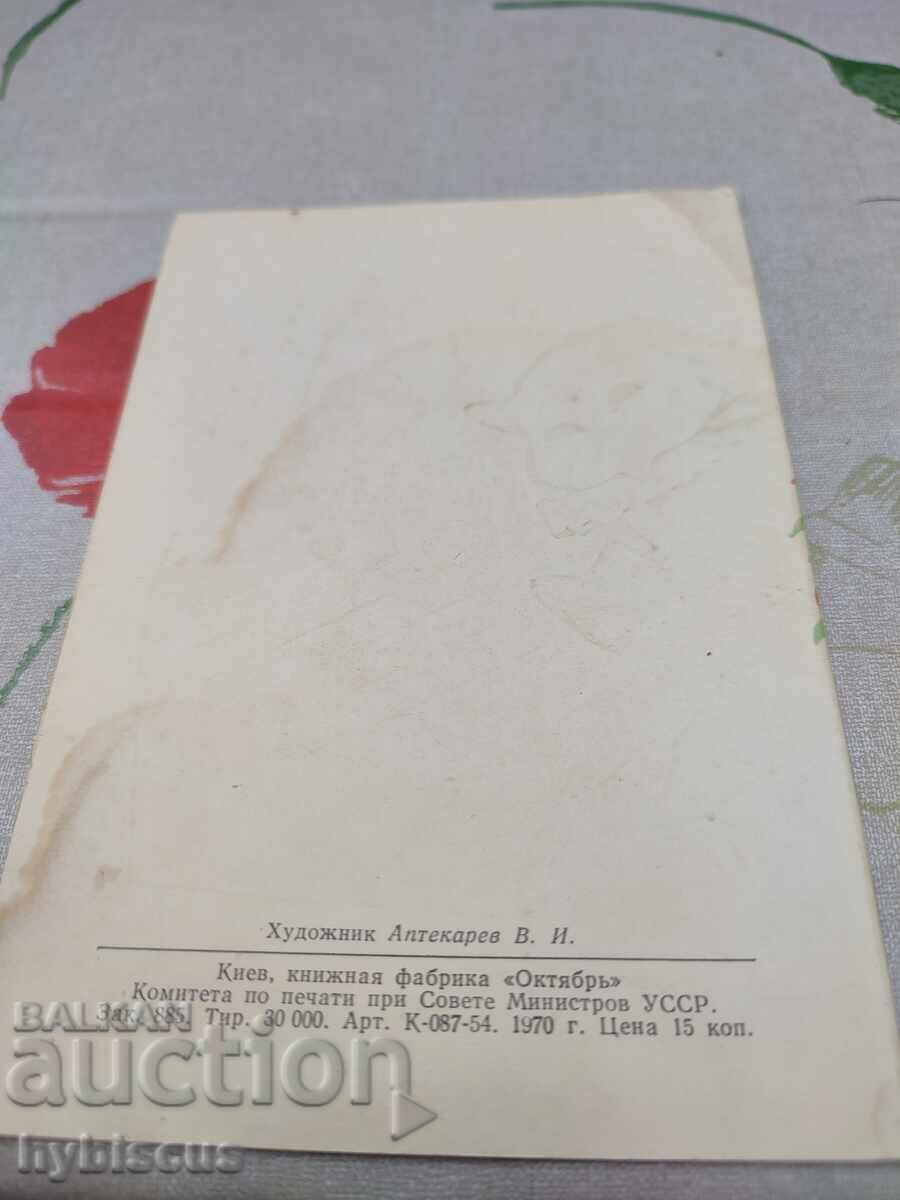 Художник Аптекарев В. И.
Киев, книжная фабрика «Октябрь»
Комитета по печати при Совете Министров УССР.
Зак. 885. Тир. 30 000. Арт. К-087-54. 1970 г. Цена 15 коп.
BALKAN
auction
hybiscus